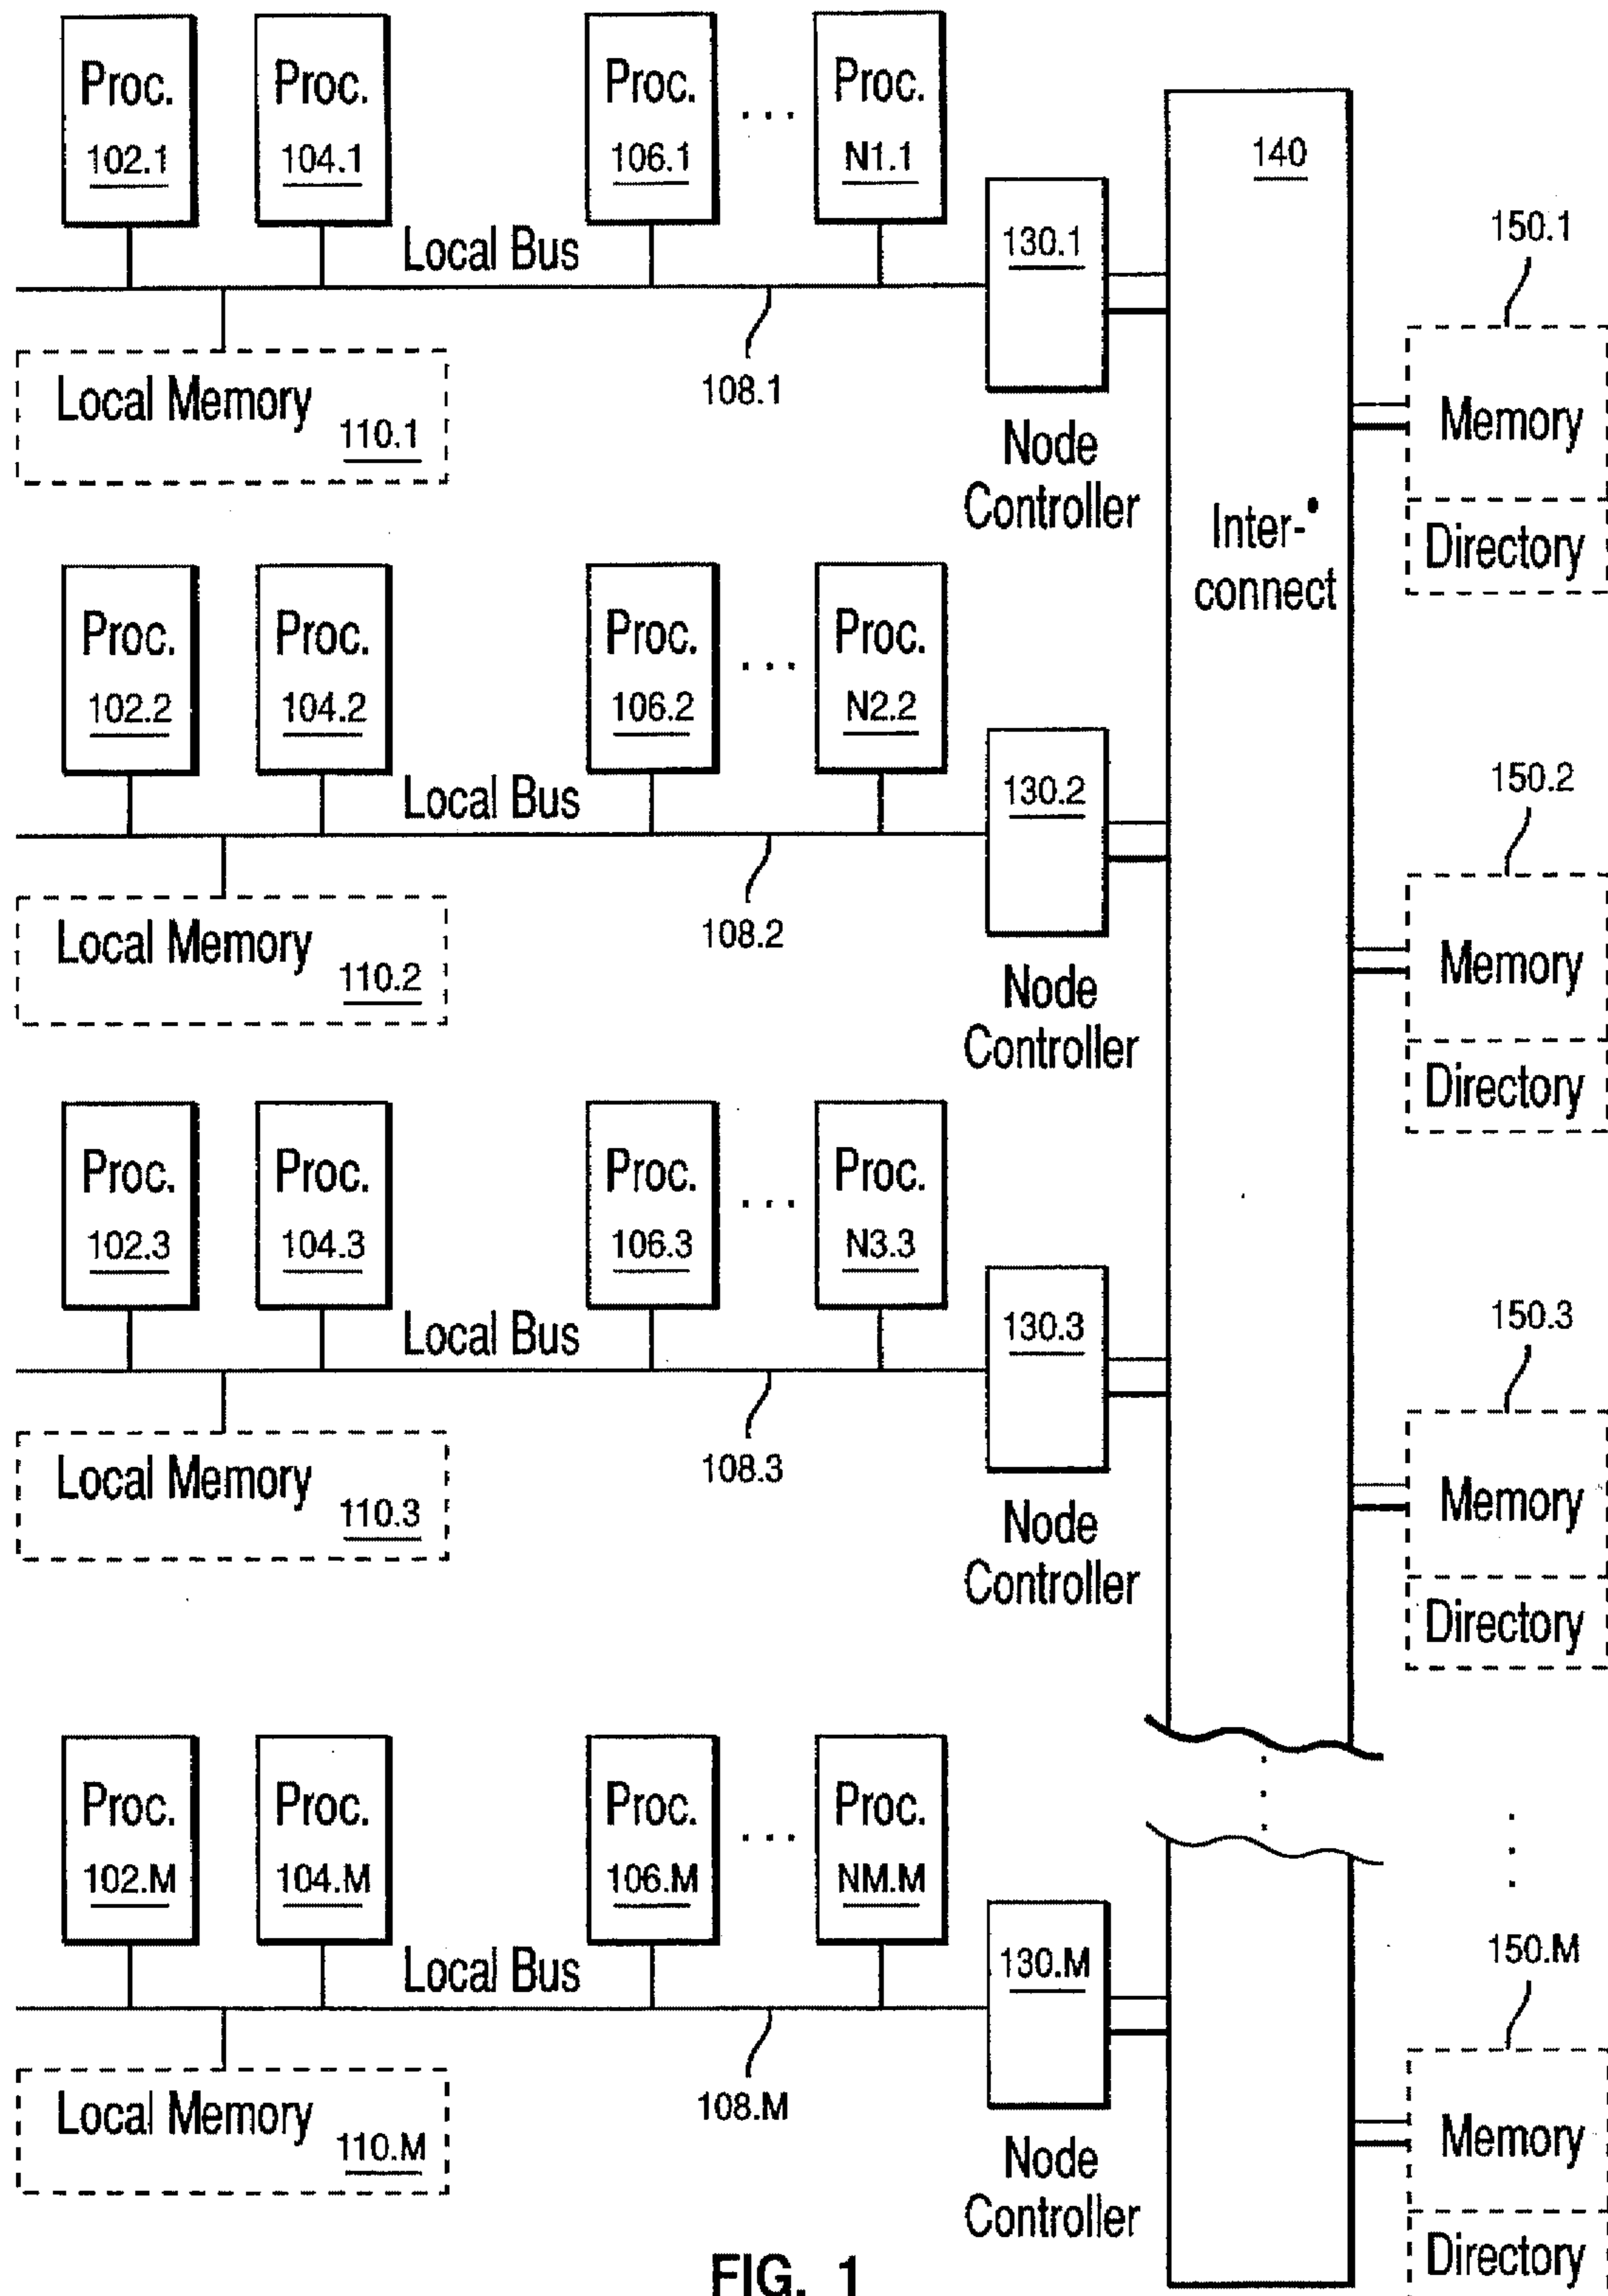 Proc.
102.1
Proc.
104.1
Proc.
106.1
...
Proc.
N1.1
Local Bus
108.1
Local Memory
110.1
130.1
Node
Controller
140
Inter-
connect
150.1
Memory
Directory
Proc.
102.2
Proc.
104.2
Proc.
106.2
...
Proc.
N2.2
Local Bus
108.2
Local Memory
110.2
130.2
Node
Controller
150.2
Memory
Directory
Proc.
102.3
Proc.
104.3
Proc.
106.3
...
Proc.
N3.3
Local Bus
108.3
Local Memory
110.3
130.3
Node
Controller
150.3
Memory
Directory
Proc.
102.M
Proc.
104.M
Proc.
106.M
...
Proc.
NM.M
Local Bus
108.M
Local Memory
110.M
130.M
Node
Controller
150.M
Memory
Directory
FIG. 1